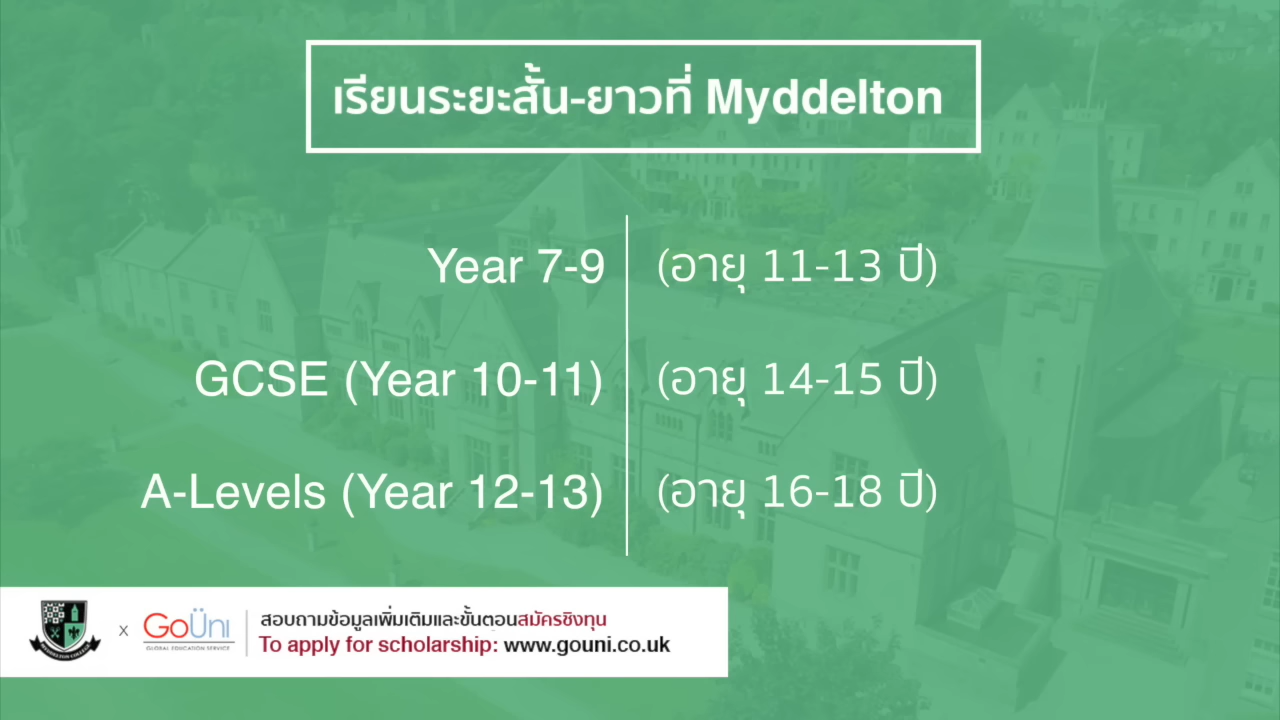 เรียนระยะสั้น-ยาวที่ Myddelton
Year 7-9 (อายุ 11-13 ปี)
GCSE (Year 10-11) (อายุ 14-15 ปี)
A-Levels (Year 12-13) (อายุ 16-18 ปี)
MYDDELTON COLLEGE
x
GoÜni
GLOBAL EDUCATION SERVICE
สอบถามข้อมูลเพิ่มเติมและขั้นตอนสมัครชิงทุน
To apply for scholarship: www.gouni.co.uk